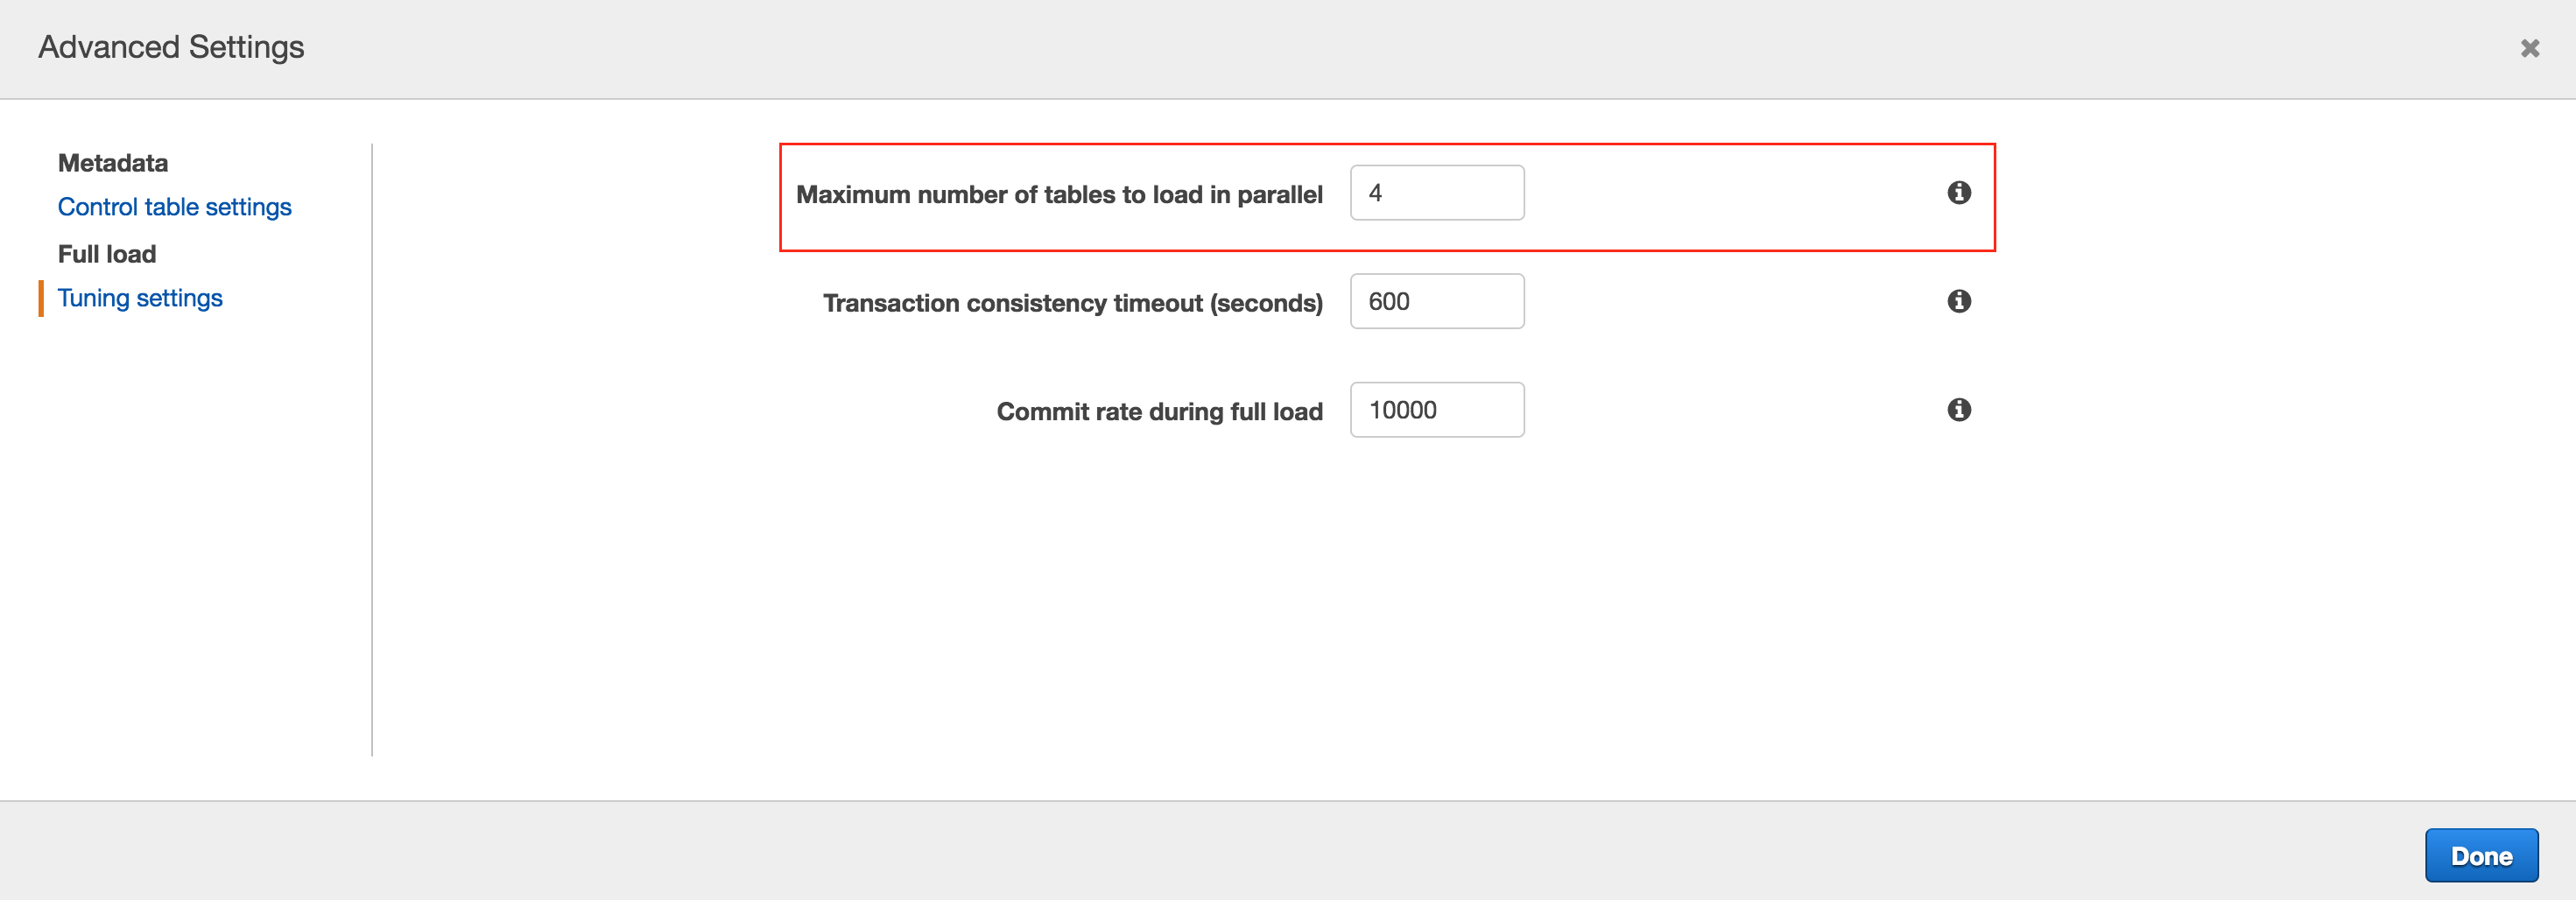 Advanced Settings
Metadata
Control table settings
Full load
Tuning settings
Maximum number of tables to load in parallel 4
Transaction consistency timeout (seconds) 600
Commit rate during full load 10000
Done